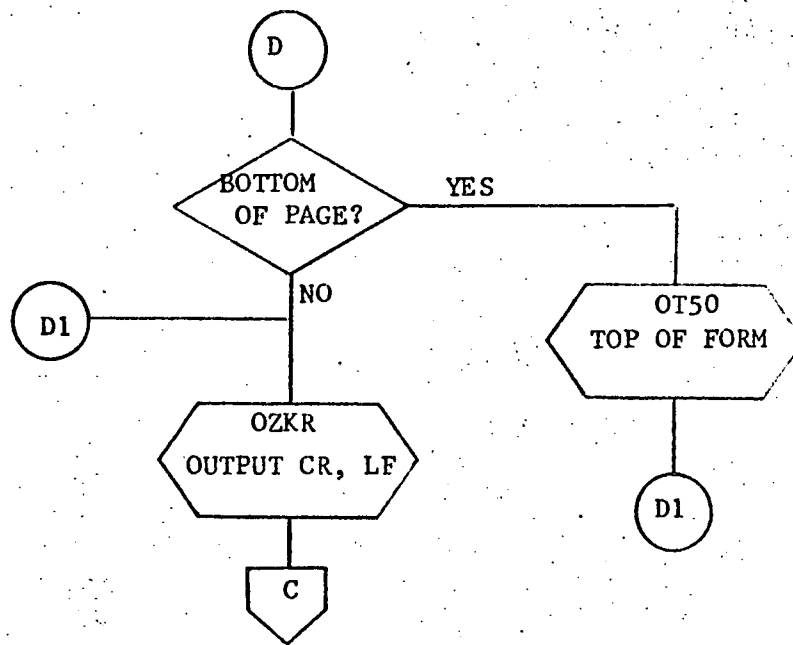 D
BOTTOM
OF PAGE?
YES
NO
D1
OT50
TOP OF FORM
OZKR
OUTPUT CR, LF
D1
C